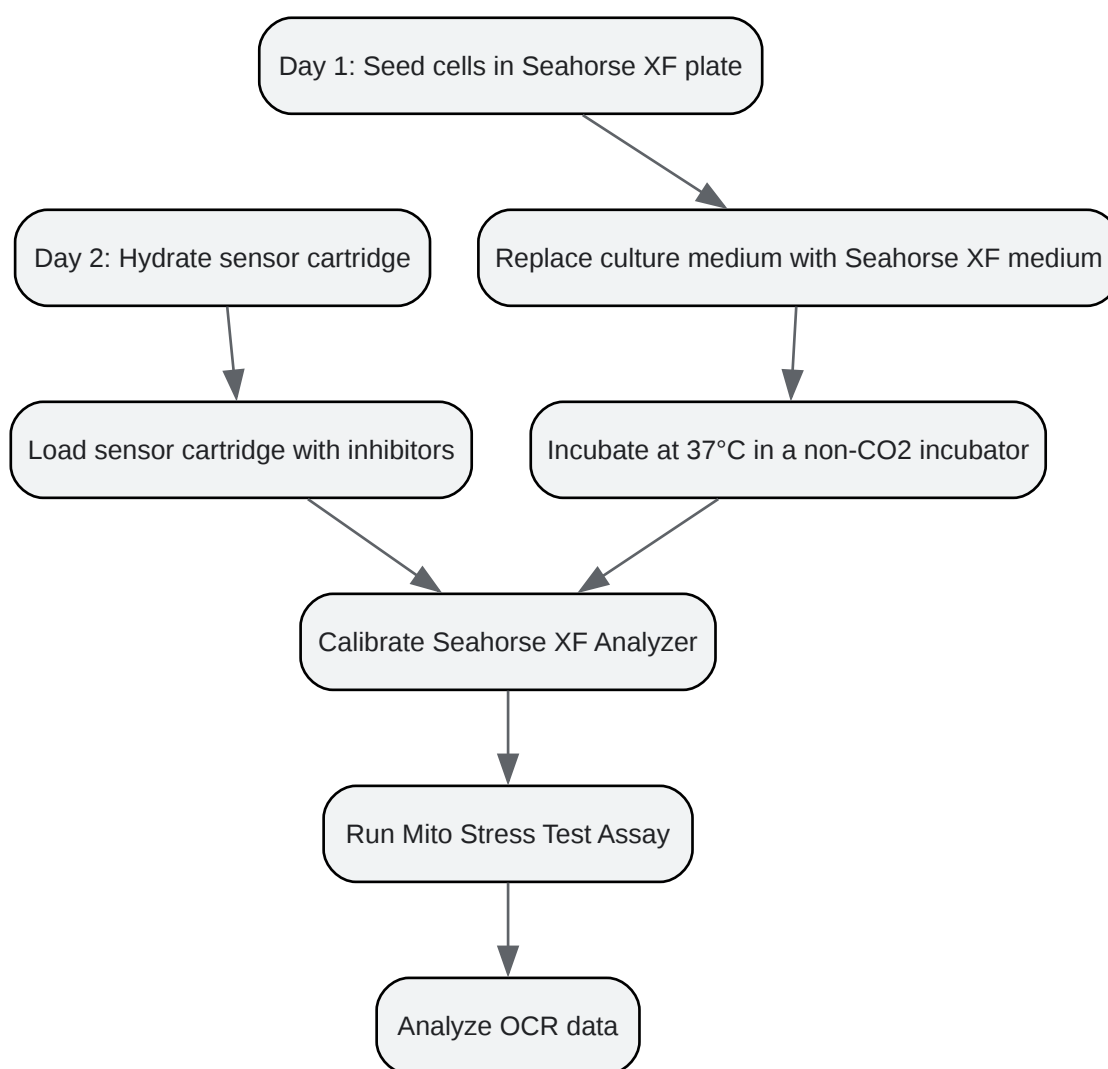 Day 1: Seed cells in Seahorse XF plate
Day 2: Hydrate sensor cartridge
Replace culture medium with Seahorse XF medium
Load sensor cartridge with inhibitors
Incubate at 37°C in a non-CO2 incubator
Calibrate Seahorse XF Analyzer
Run Mito Stress Test Assay
Analyze OCR data